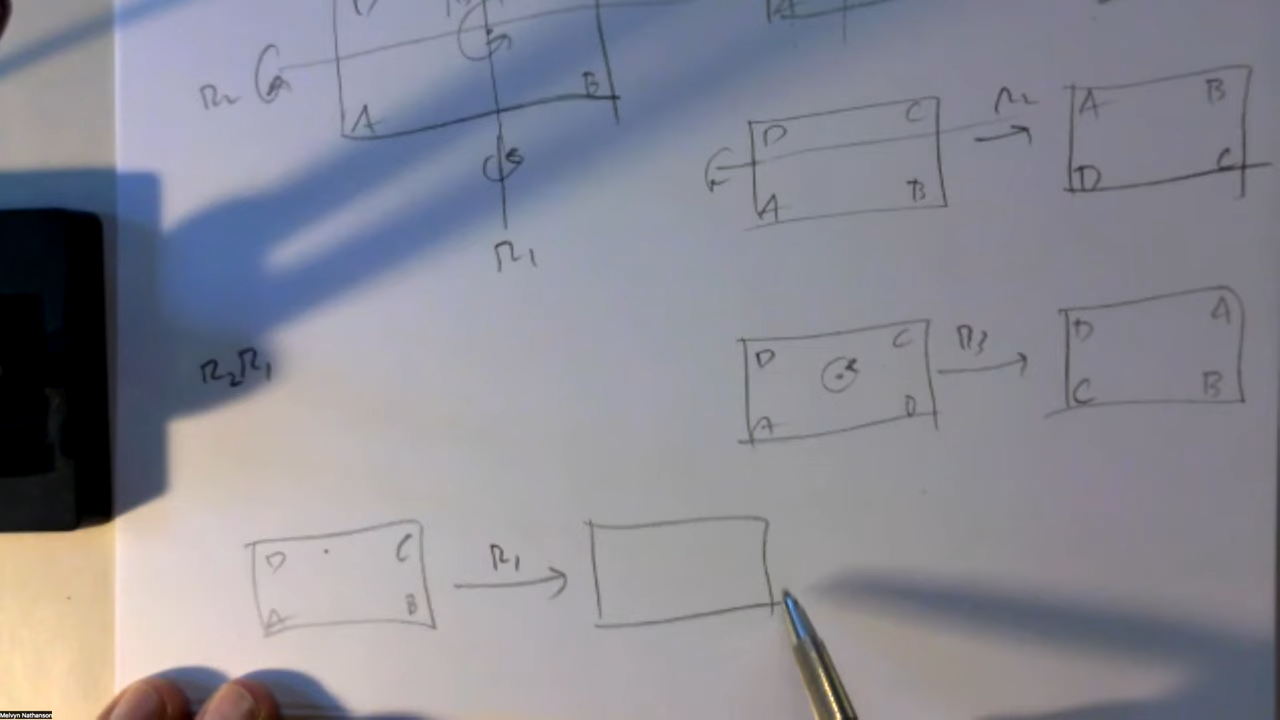 R2
A
B
R1
D C
A B
R2
A B
D C
D C
A D
R3
D A
C B
R2R1
D C
A B
R1
Melvyn Nathanson